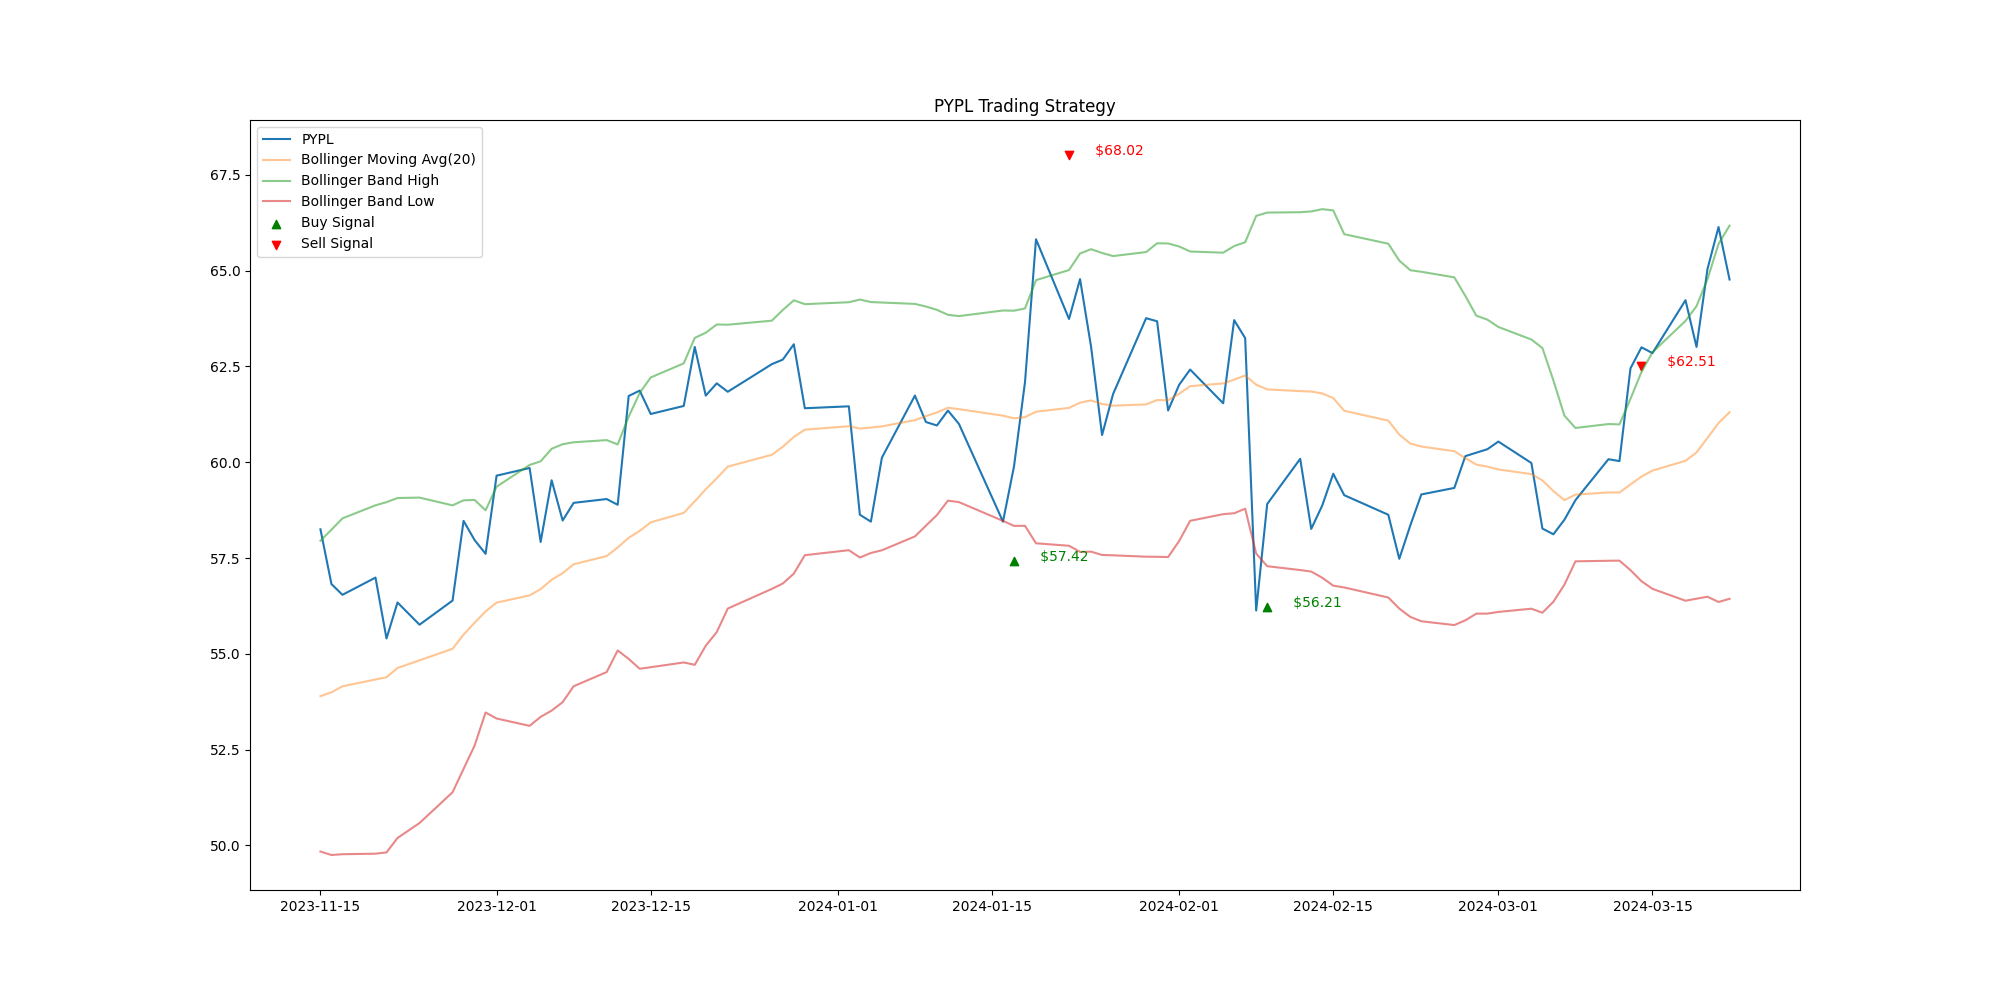 PYPL Trading Strategy
PYPL
Bollinger Moving Avg(20)
Bollinger Band High
Bollinger Band Low
Buy Signal
Sell Signal
$68.02
$62.51
$57.42
$56.21
67.5
65.0
62.5
60.0
57.5
55.0
52.5
50.0
2023-11-15 2023-12-01 2023-12-15 2024-01-01 2024-01-15 2024-02-01 2024-02-15 2024-03-01 2024-03-15